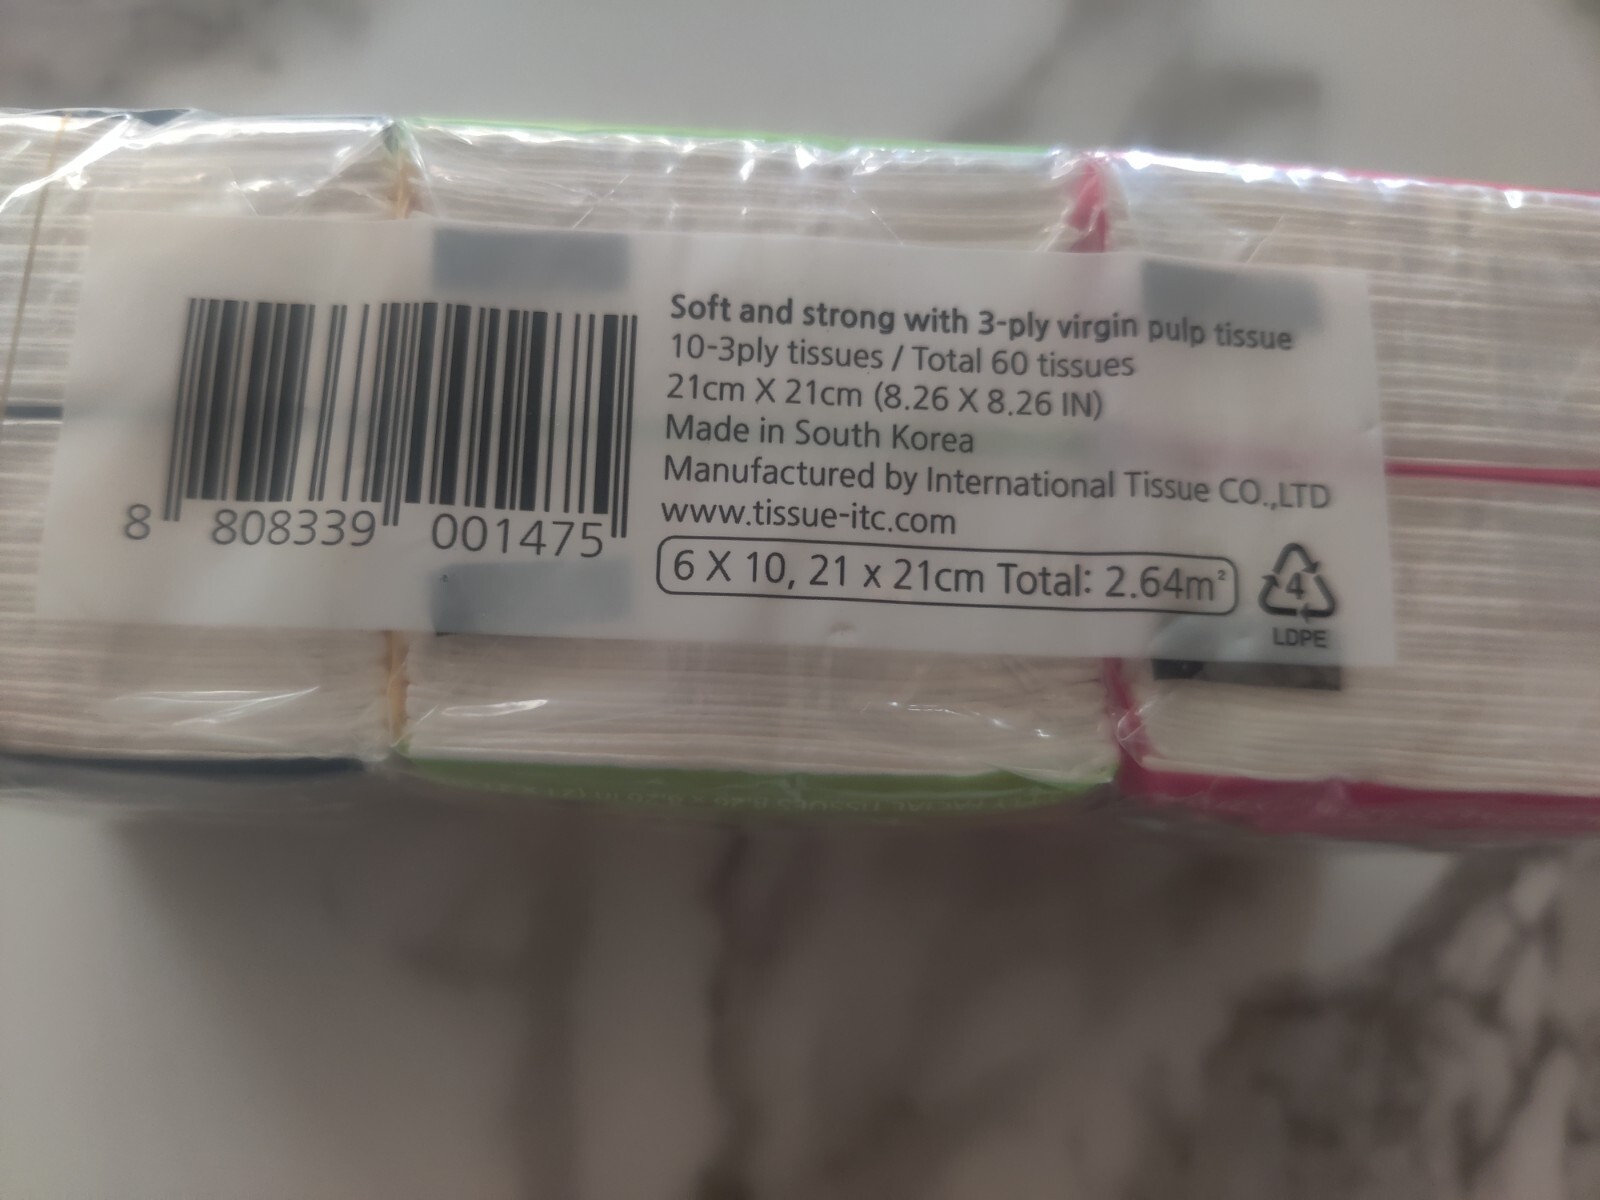 8 808339 001475
Soft and strong with 3-ply virgin pulp tissue
10-3ply tissues / Total 60 tissues
21cm X 21cm (8.26 X 8.26 IN)
Made in South Korea
Manufactured by International Tissue CO.,LTD
www.tissue-itc.com
6 X 10, 21 x 21cm Total: 2.64m²
4
LDPE